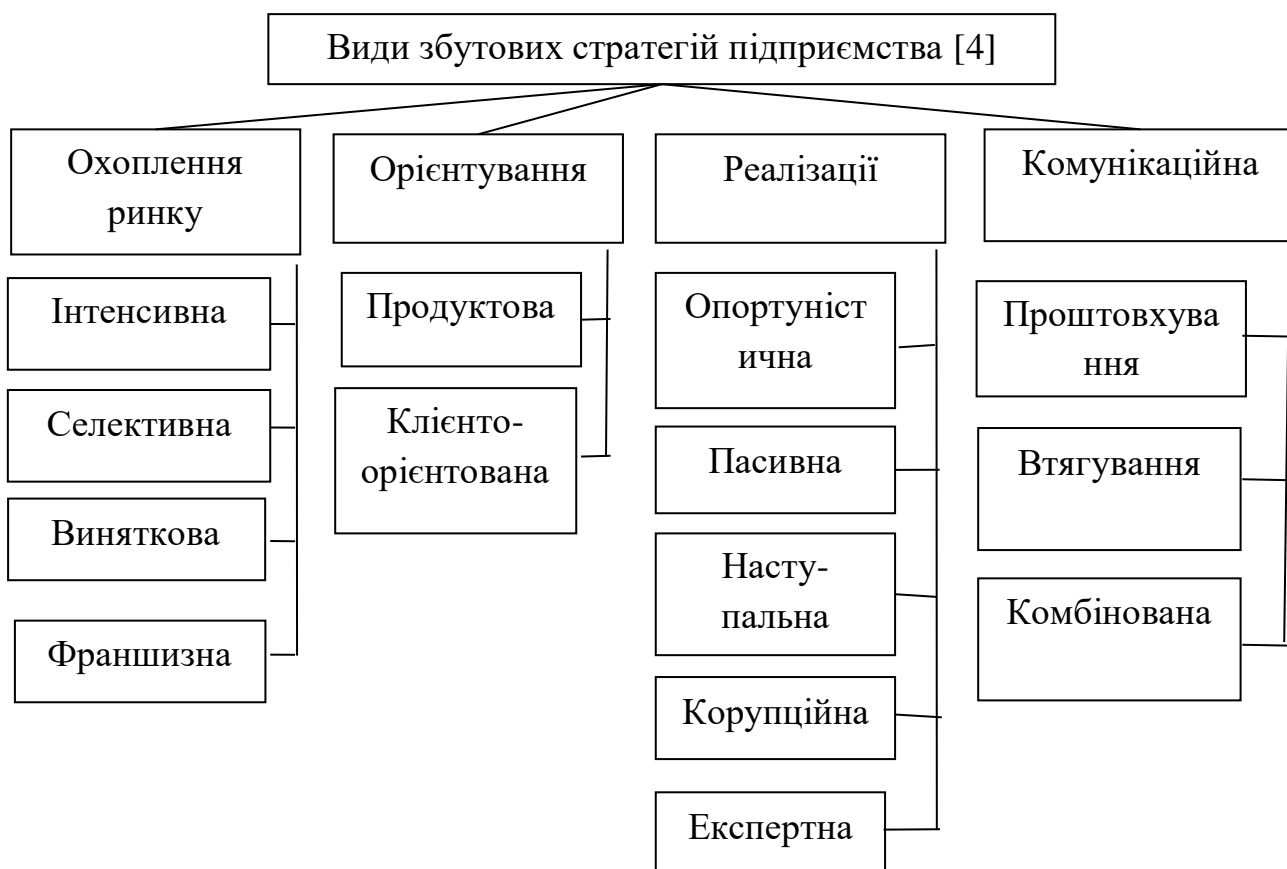 Види збутових стратегій підприємства [4]
Охоплення
ринку
Інтенсивна
Селективна
Виняткова
Франшизна
Орієнтування
Продуктова
Клієнто-
орієнтована
Реалізації
Опортуніст
ична
Пасивна
Насту-
пальна
Корупційна
Експертна
Комунікаційна
Проштовхува
ння
Втягування
Комбінована